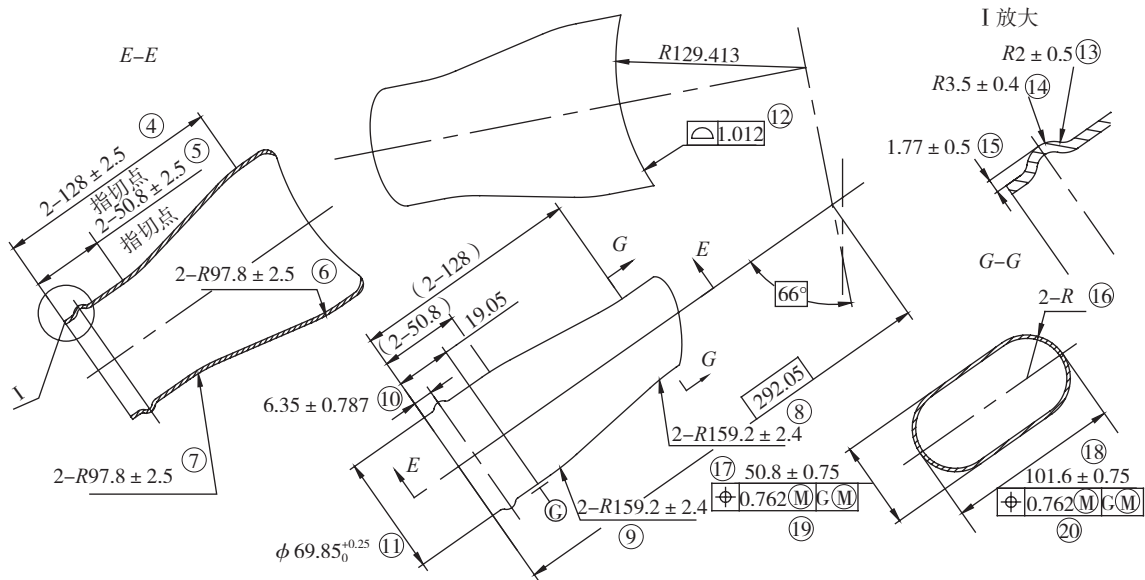 E-E
2-128 ± 2.5 ④
指切点
2-50.8 ± 2.5 ⑤
指切点
2-R97.8 ± 2.5 ⑥
I
2-R97.8 ± 2.5 ⑦
R129.413
⌓ 1.012 ⑫
(2-128)
(2-50.8)
19.05
G
E
66°
6.35 ± 0.787 ⑩
G
292.05
⑧
2-R159.2 ± 2.4
E
G
2-R159.2 ± 2.4
⑨
φ 69.85 +0.25 0 ⑪
I 放大
R2 ± 0.5 ⑬
R3.5 ± 0.4 ⑭
1.77 ± 0.5 ⑮
G-G
2-R ⑯
⑰ 50.8 ± 0.75
⌖ 0.762 Ⓜ G Ⓜ
⑲
⑱
101.6 ± 0.75
⌖ 0.762 Ⓜ G Ⓜ
⑳